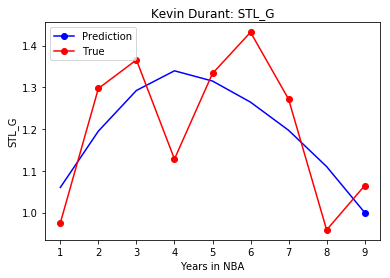 Kevin Durant: STL_G
Prediction
True
1.4
1.3
1.2
1.1
1.0
STL_G
1 2 3 4 5 6 7 8 9
Years in NBA